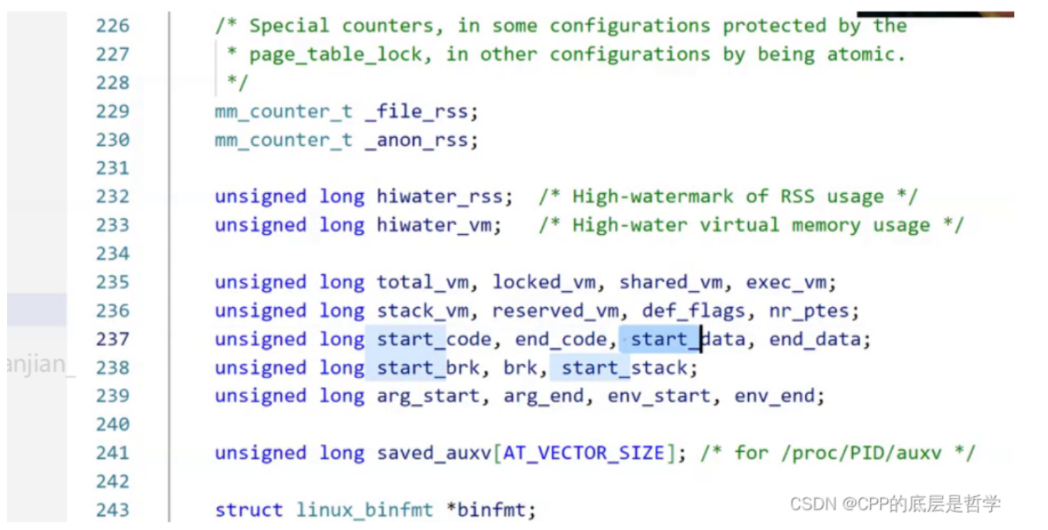 226 /* Special counters, in some configurations protected by the
227 * page_table_lock, in other configurations by being atomic.
228 */
229 mm_counter_t _file_rss;
230 mm_counter_t _anon_rss;
231
232 unsigned long hiwater_rss; /* High-watermark of RSS usage */
233 unsigned long hiwater_vm; /* High-water virtual memory usage */
234
235 unsigned long total_vm, locked_vm, shared_vm, exec_vm;
236 unsigned long stack_vm, reserved_vm, def_flags, nr_ptes;
237 unsigned long start_code, end_code, start_data, end_data;
anjian_
238 unsigned long start_brk, brk, start_stack;
239 unsigned long arg_start, arg_end, env_start, env_end;
240
241 unsigned long saved_auxv[AT_VECTOR_SIZE]; /* for /proc/PID/auxv */
242
243 struct linux_binfmt *binfmt;
CSDN @CPP的底层是哲学